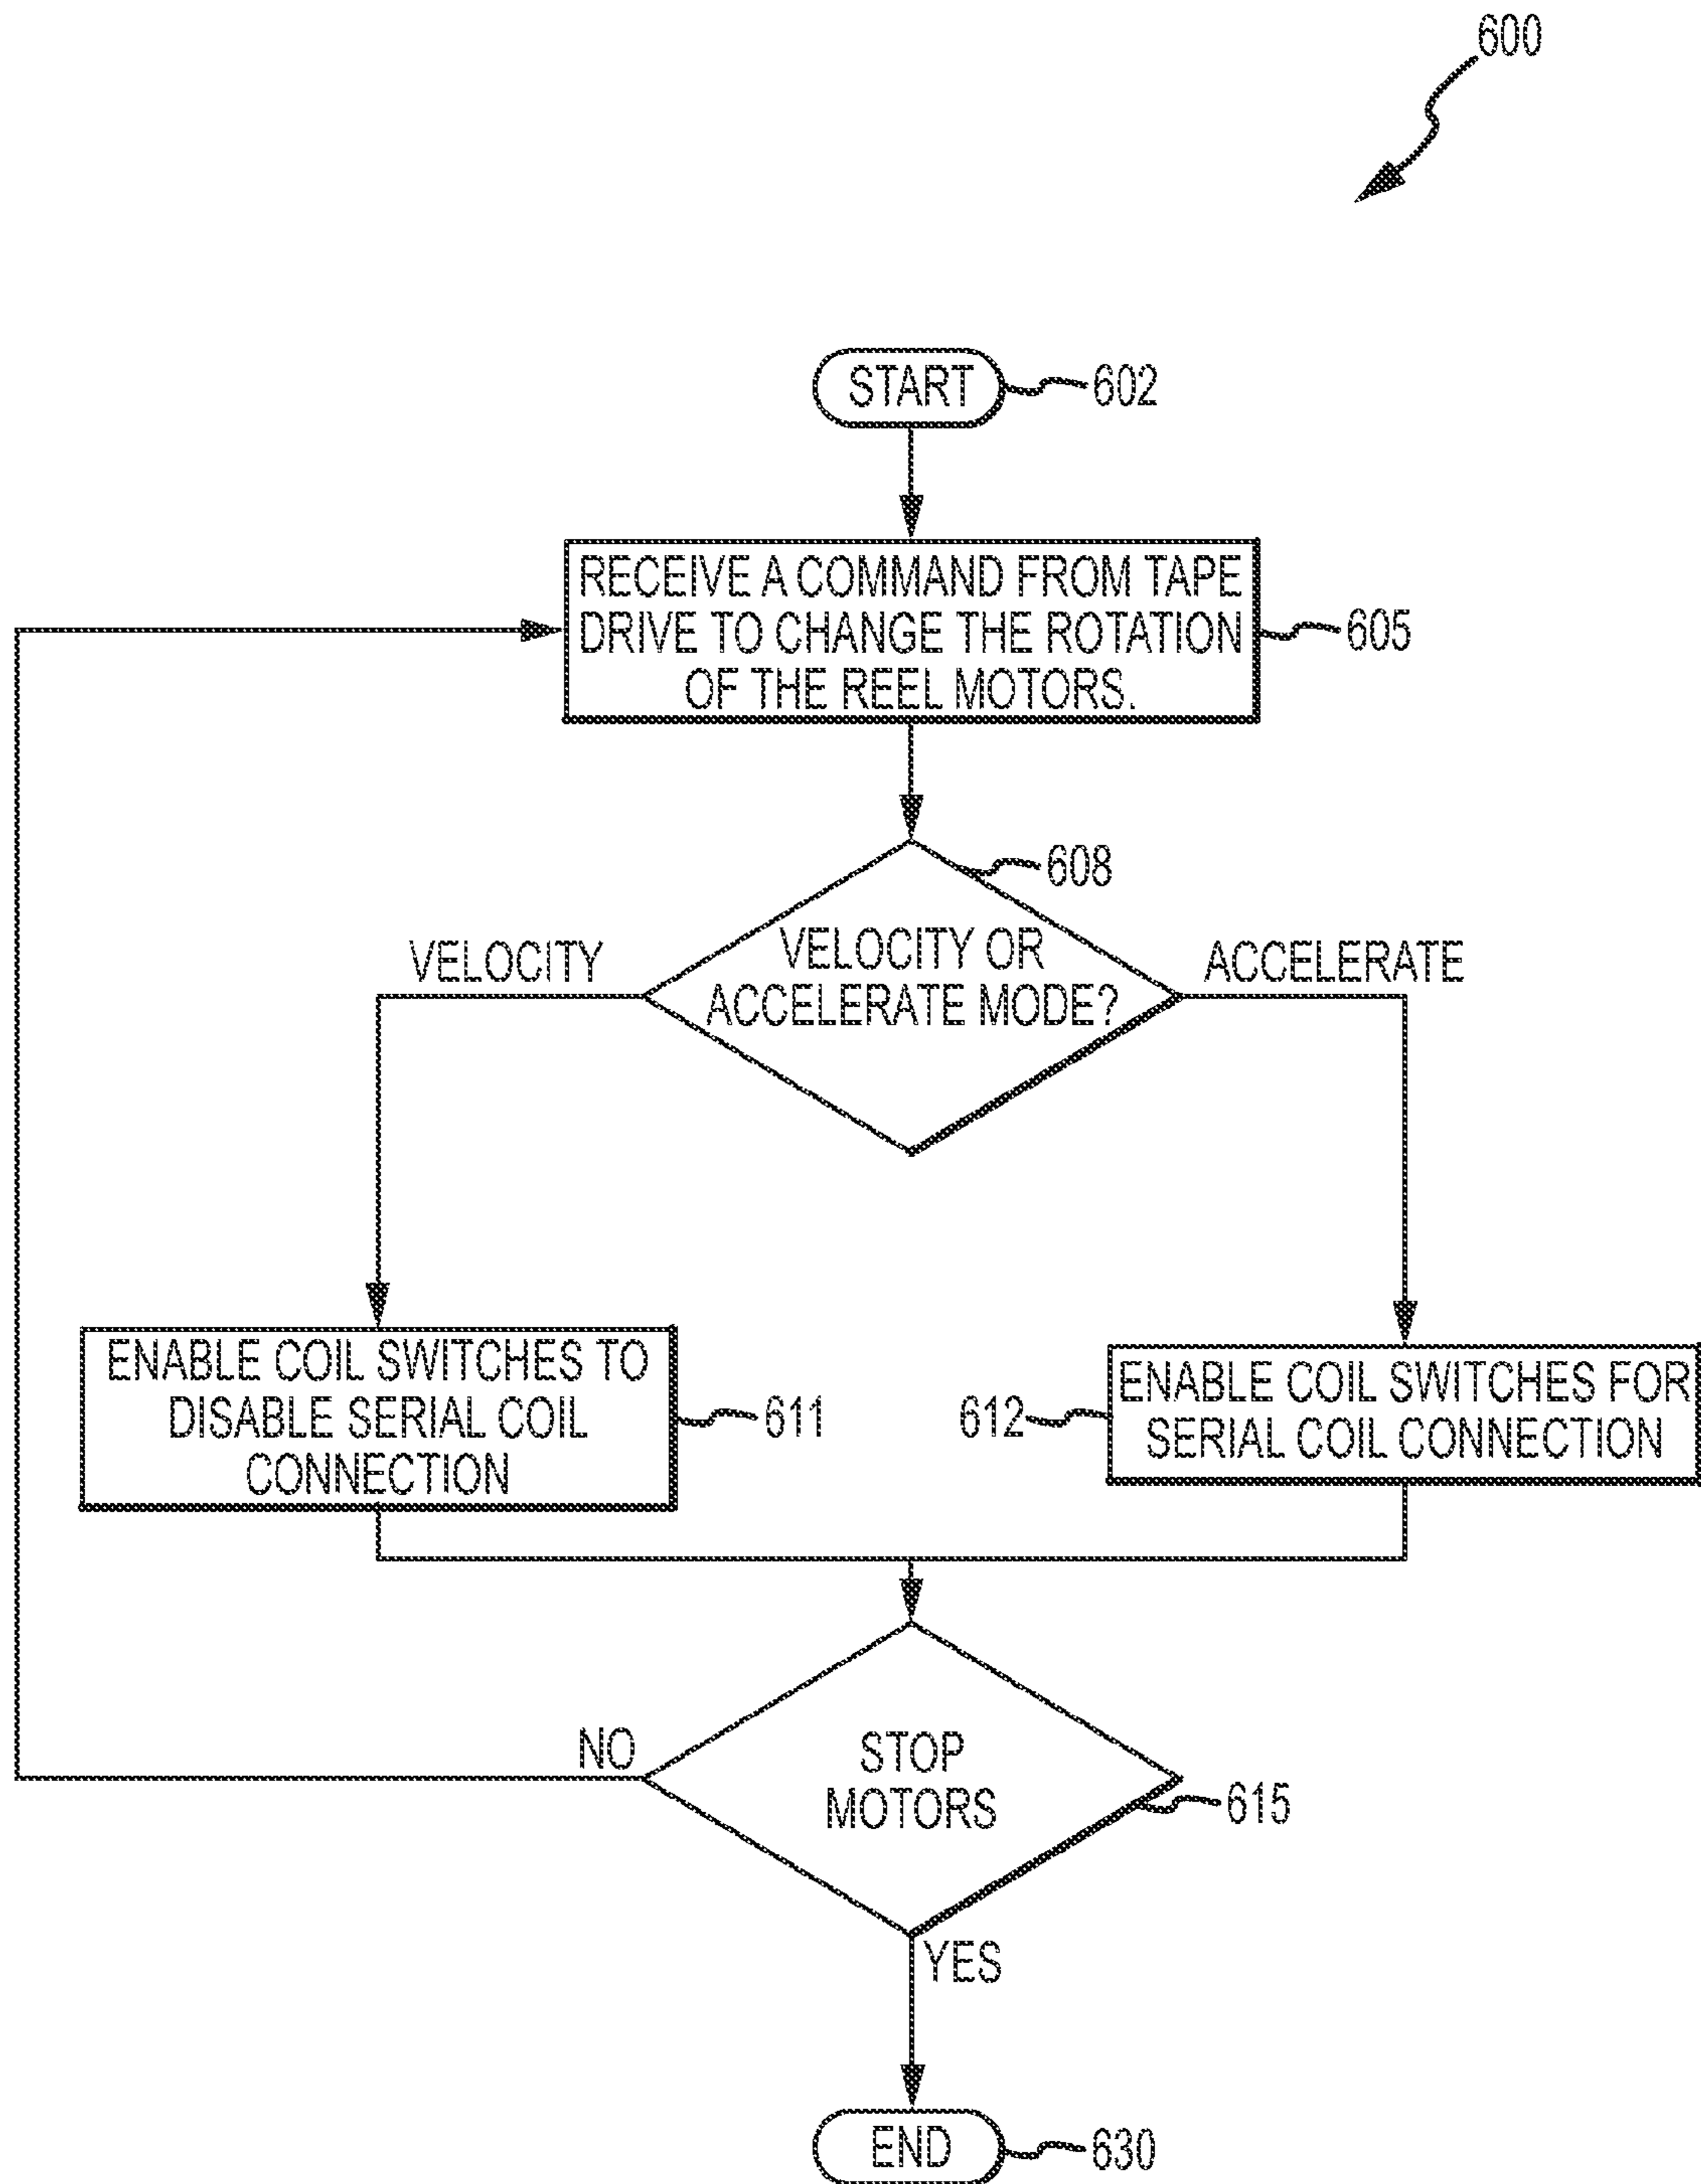 600
START
602
RECEIVE A COMMAND FROM TAPE
DRIVE TO CHANGE THE ROTATION
OF THE REEL MOTORS.
605
608
VELOCITY OR
ACCELERATE MODE?
VELOCITY
ACCELERATE
ENABLE COIL SWITCHES TO
DISABLE SERIAL COIL
CONNECTION
611
612
ENABLE COIL SWITCHES FOR
SERIAL COIL CONNECTION
STOP
MOTORS
615
NO
YES
END
630